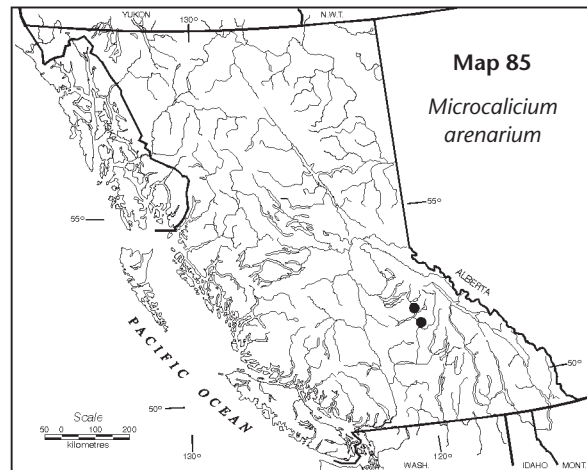 YUKON 130° N.W.T.
Map 85
Microcalicium
arenarium
55°
55°
ALBERTA
PACIFIC OCEAN
50°
50°
Scale
50 0 100 200
kilometres
130°
120°
WASH. IDAHO MONT.